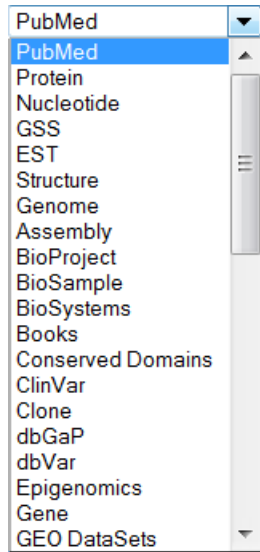 PubMed
PubMed
Protein
Nucleotide
GSS
EST
Structure
Genome
Assembly
BioProject
BioSample
BioSystems
Books
Conserved Domains
ClinVar
Clone
dbGaP
dbVar
Epigenomics
Gene
GEO DataSets